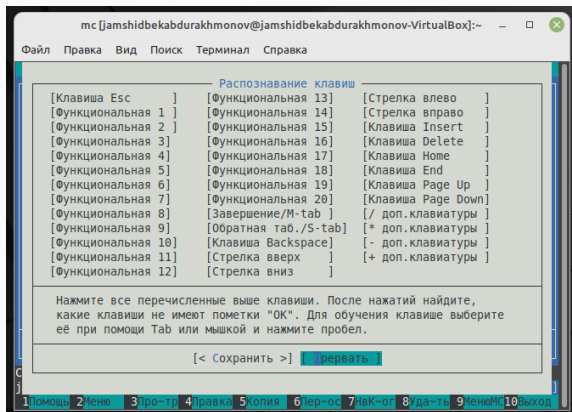 mc [jamshidbekabdurakhmonov@jamshidbekabdurakhmonov-VirtualBox]:~
Файл Правка Вид Поиск Терминал Справка
Распознавание клавиш
[Клавиша Esc ] [Функциональная 13] [Стрелка влево ]
[Функциональная 1 ] [Функциональная 14] [Стрелка вправо ]
[Функциональная 2 ] [Функциональная 15] [Клавиша Insert ]
[Функциональная 3] [Функциональная 16] [Клавиша Delete ]
[Функциональная 4] [Функциональная 17] [Клавиша Home ]
[Функциональная 5] [Функциональная 18] [Клавиша End ]
[Функциональная 6] [Функциональная 19] [Клавиша Page Up ]
[Функциональная 7] [Функциональная 20] [Клавиша Page Down]
[Функциональная 8] [Завершение/M-tab ] [/ доп.клавиатуры ]
[Функциональная 9] [Обратная таб./S-tab] [* доп.клавиатуры ]
[Функциональная 10] [Клавиша Backspace] [- доп.клавиатуры ]
[Функциональная 11] [Стрелка вверх ] [+ доп.клавиатуры ]
[Функциональная 12] [Стрелка вниз ]
Нажмите все перечисленные выше клавиши. После нажатий найдите,
какие клавиши не имеют пометки "OK". Для обучения клавише выберите
её при помощи Tab или мышкой и нажмите пробел.
[< Сохранить >] [ Прервать ]
1Помощь 2Меню 3Про~тр 4Правка 5Копия 6Пер~ос 7НвК~ог 8Уда~ть 9МенюMC 10Выход